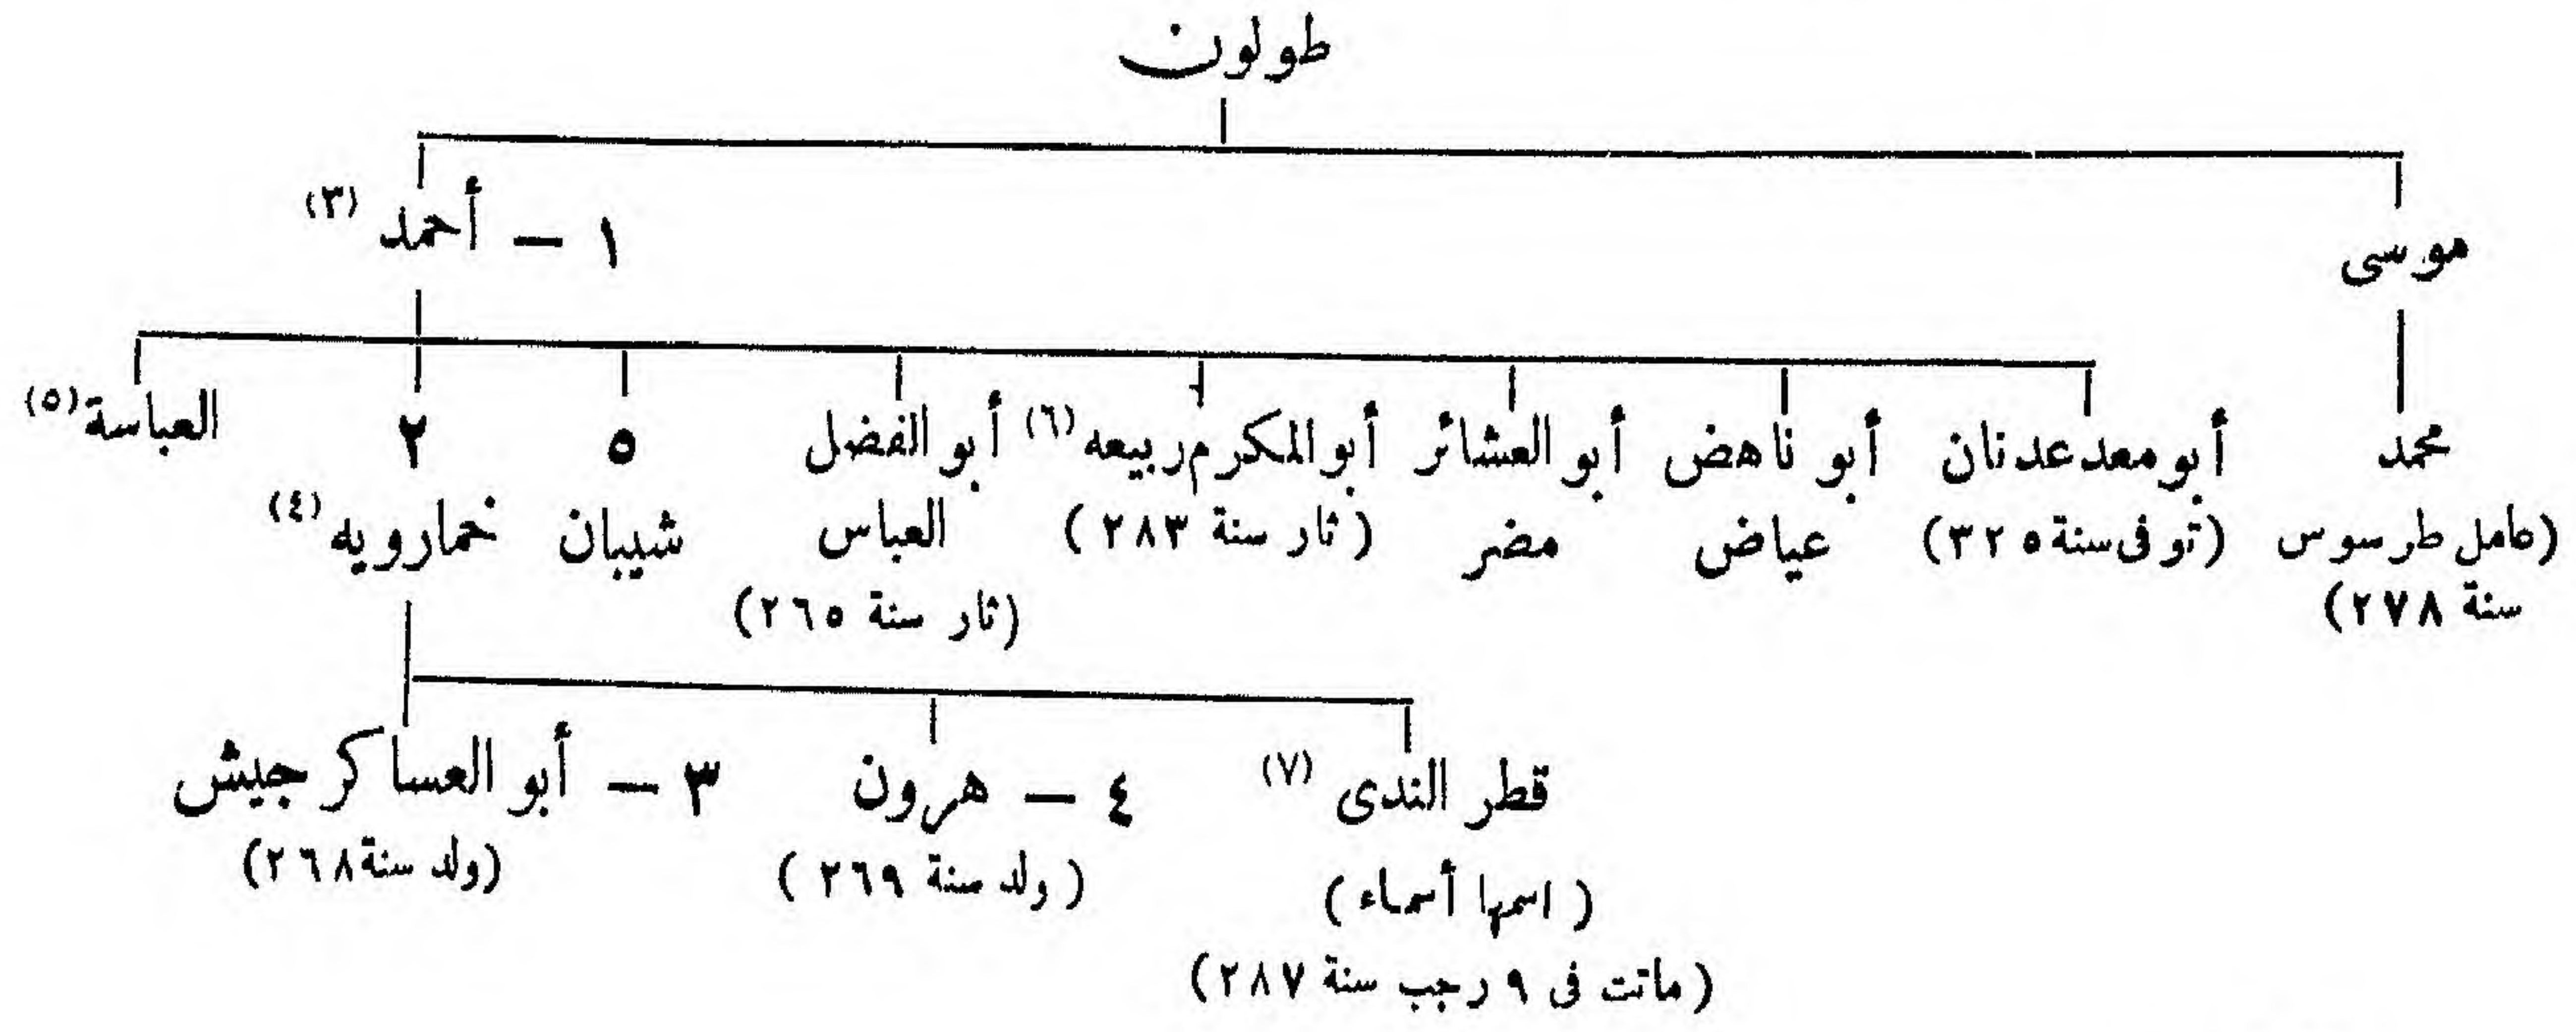 طولون
موسى
١ - أحمد (٣)
محمد
(عامل طرسوس
سنة ٢٧٨)
أبو معد عدنان
(توفى سنة ٣٢٥)
أبو ناهض
عياض
أبو العشائر
مضر
أبو المكرم ربيعه (٦)
(ثار سنة ٢٨٣)
أبو الفضل
العباس
(ثار سنة ٢٦٥)
٥
شيبان
٢
خمارويه (٤)
العباسة (٥)
قطر الندى (٧)
(اسمها أسماء)
(ماتت فى ٩ رجب سنة ٢٨٧)
٤ - هرون
(ولد سنة ٢٦٩)
٣ - أبو العساكر جيش
(ولد سنة ٢٦٨)